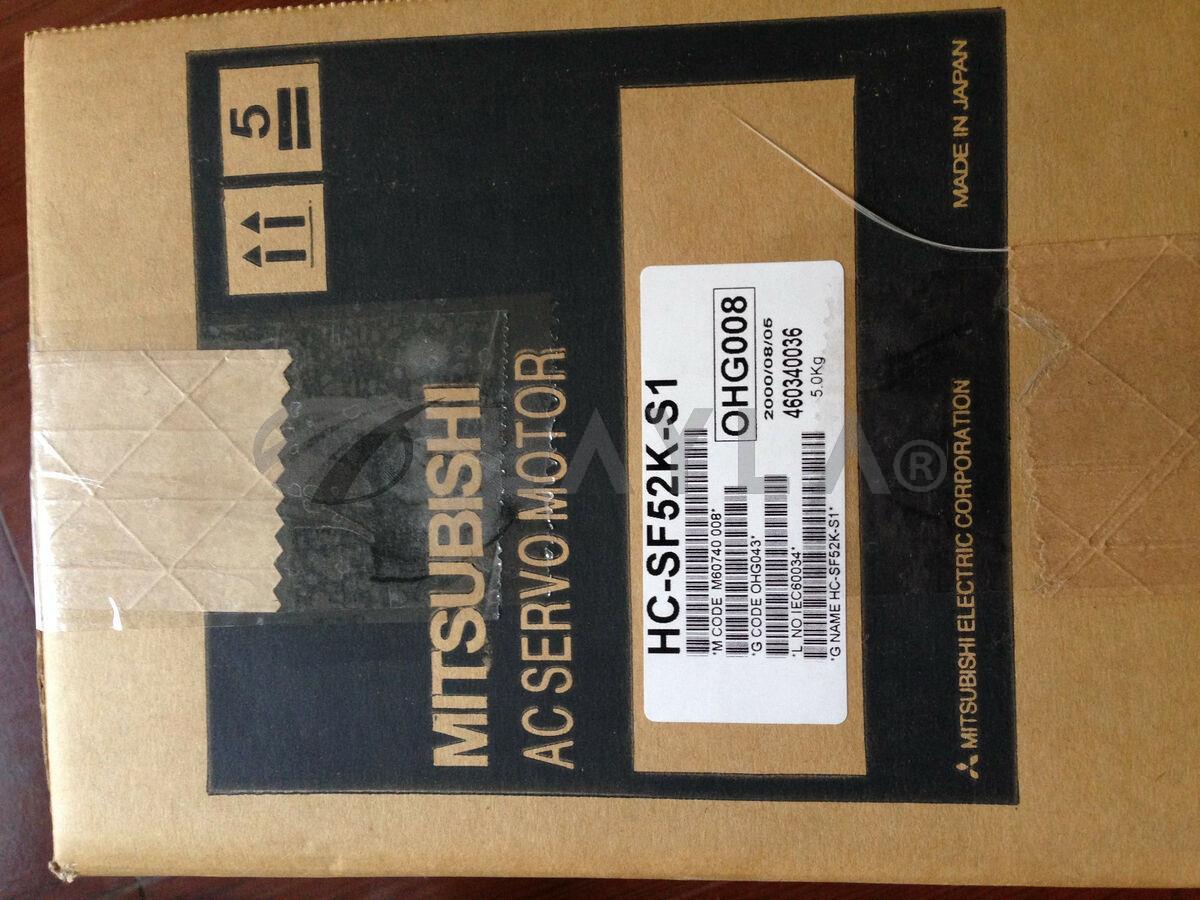 5
MITSUBISHI
AC SERVO MOTOR
HC-SF52K-S1
*M CODE M60740 008*
OHG008
*G CODE OHG043*
2000/08/05
*L NO IEC60034*
460340036
*G NAME HC-SF52K-S1*
5.0Kg
MITSUBISHI ELECTRIC CORPORATION
MADE IN JAPAN